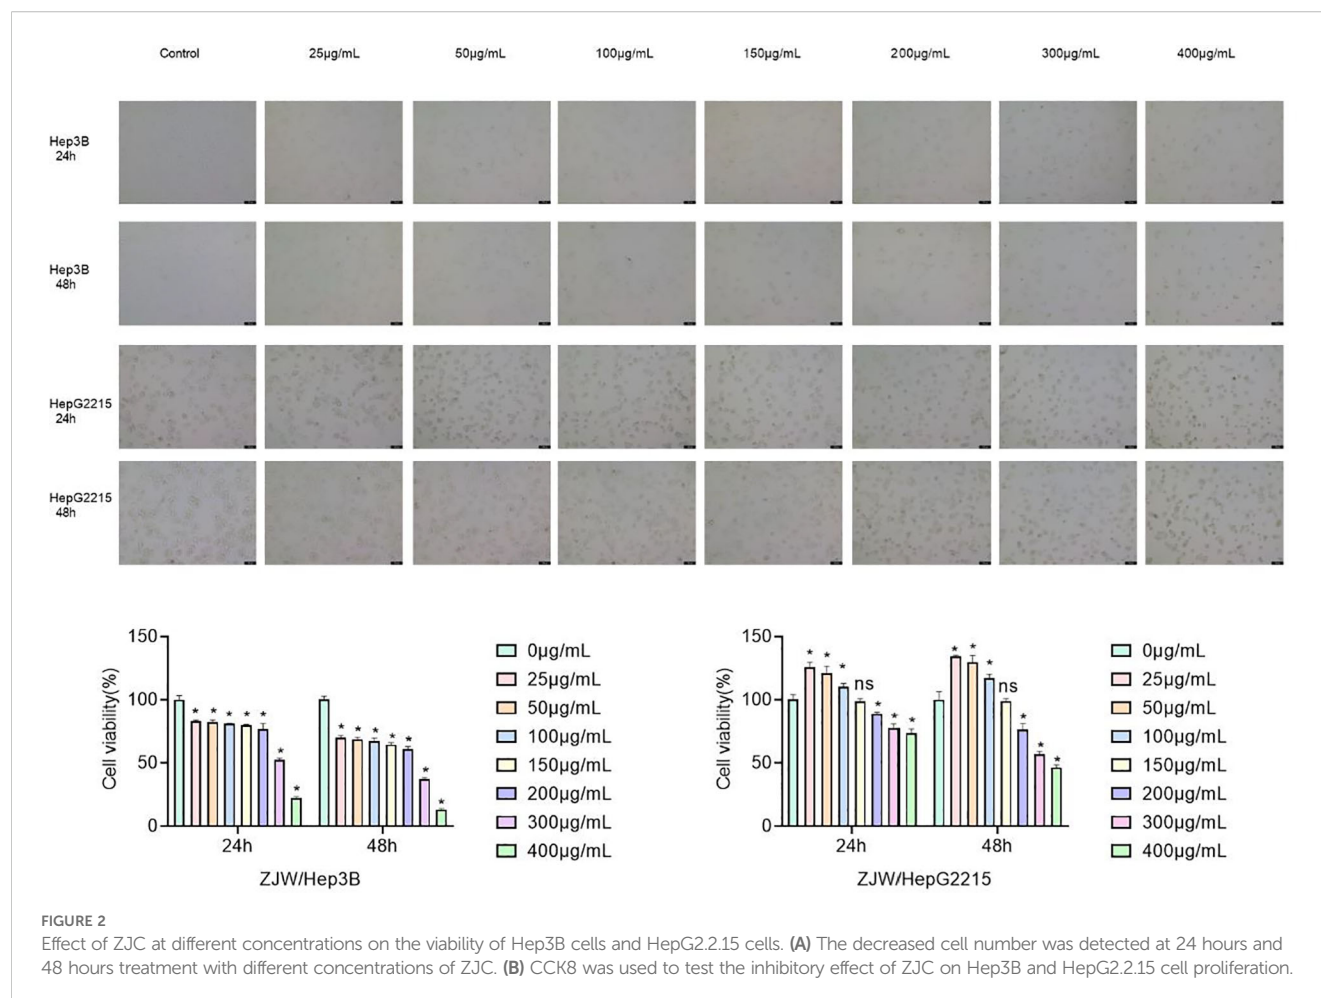 Control 25µg/mL 50µg/mL 100µg/mL 150µg/mL 200µg/mL 300µg/mL 400µg/mL
Hep3B
24h
Hep3B
48h
HepG2215
24h
HepG2215
48h
150
100
50
0
Cell viability(%)
* * * * * * *
* * * * * * *
24h 48h
ZJW/Hep3B
0µg/mL
25µg/mL
50µg/mL
100µg/mL
150µg/mL
200µg/mL
300µg/mL
400µg/mL
150
100
50
0
Cell viability(%)
* * * ns * * *
* * * ns * * *
24h 48h
ZJW/HepG2215
0µg/mL
25µg/mL
50µg/mL
100µg/mL
150µg/mL
200µg/mL
300µg/mL
400µg/mL
FIGURE 2
Effect of ZJC at different concentrations on the viability of Hep3B cells and HepG2.2.15 cells. (A) The decreased cell number was detected at 24 hours and
48 hours treatment with different concentrations of ZJC. (B) CCK8 was used to test the inhibitory effect of ZJC on Hep3B and HepG2.2.15 cell proliferation.